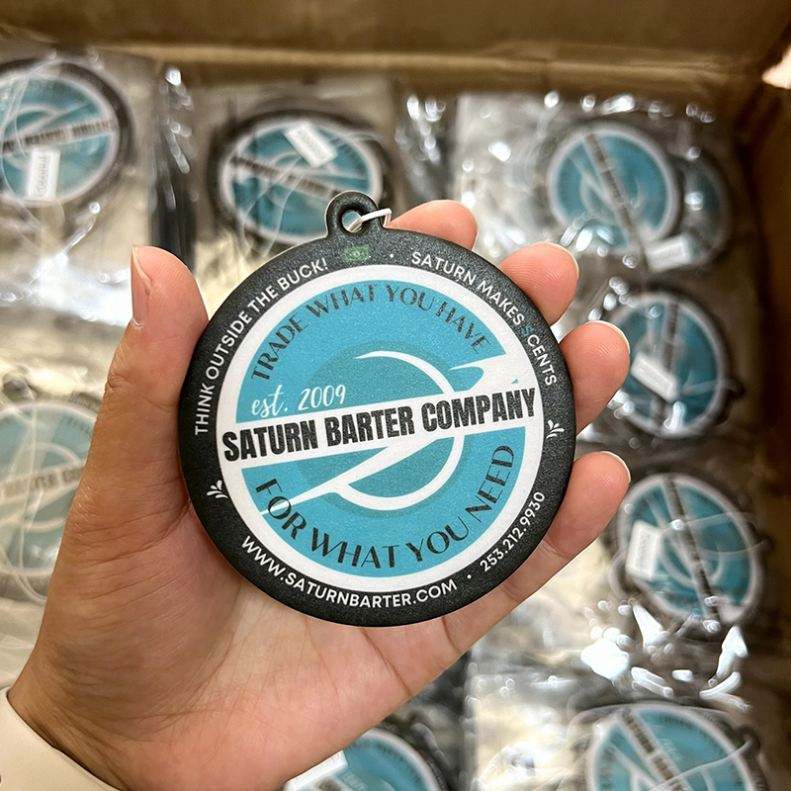 THINK OUTSIDE THE BUCK! • SATURN MAKES SCENTS
TRADE WHAT YOU HAVE
est. 2009
SATURN BARTER COMPANY
FOR WHAT YOU NEED
WWW.SATURNBARTER.COM • 253.212.9930